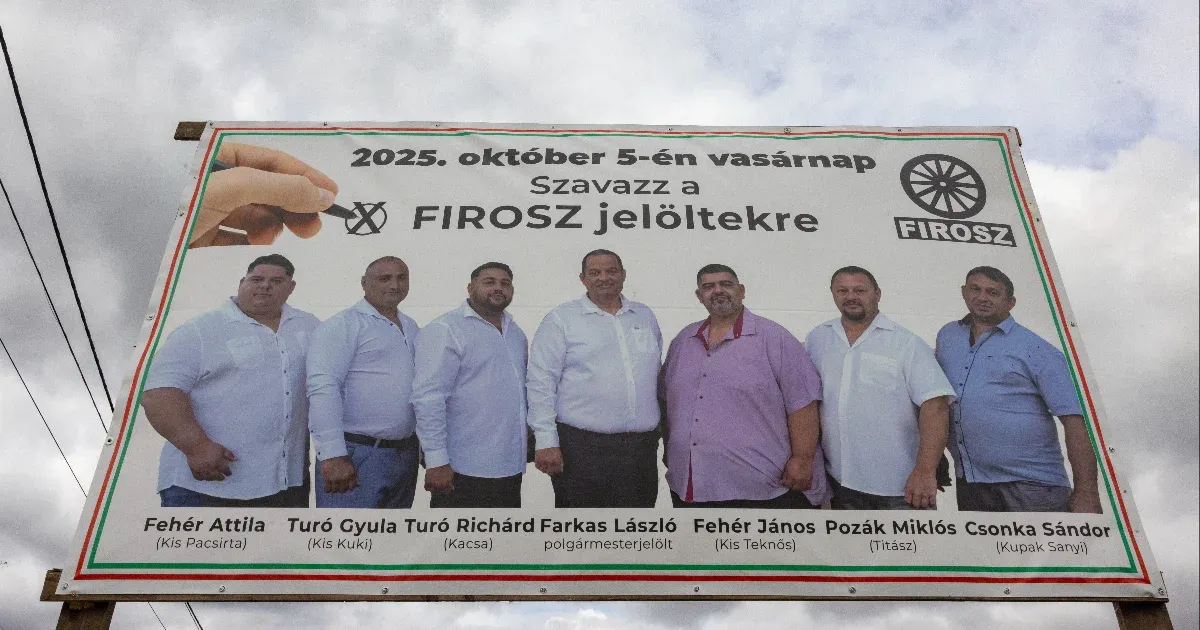 2025. október 5-én vasárnap
Szavazz a
FIROSZ jelöltekre
FIROSZ
Fehér Attila
(Kis Pacsirta)
Turó Gyula
(Kis Kuki)
Turó Richárd
(Kacsa)
Farkas László
polgármesterjelölt
Fehér János
(Kis Teknős)
Pozák Miklós
(Titász)
Csonka Sándor
(Kupak Sanyi)